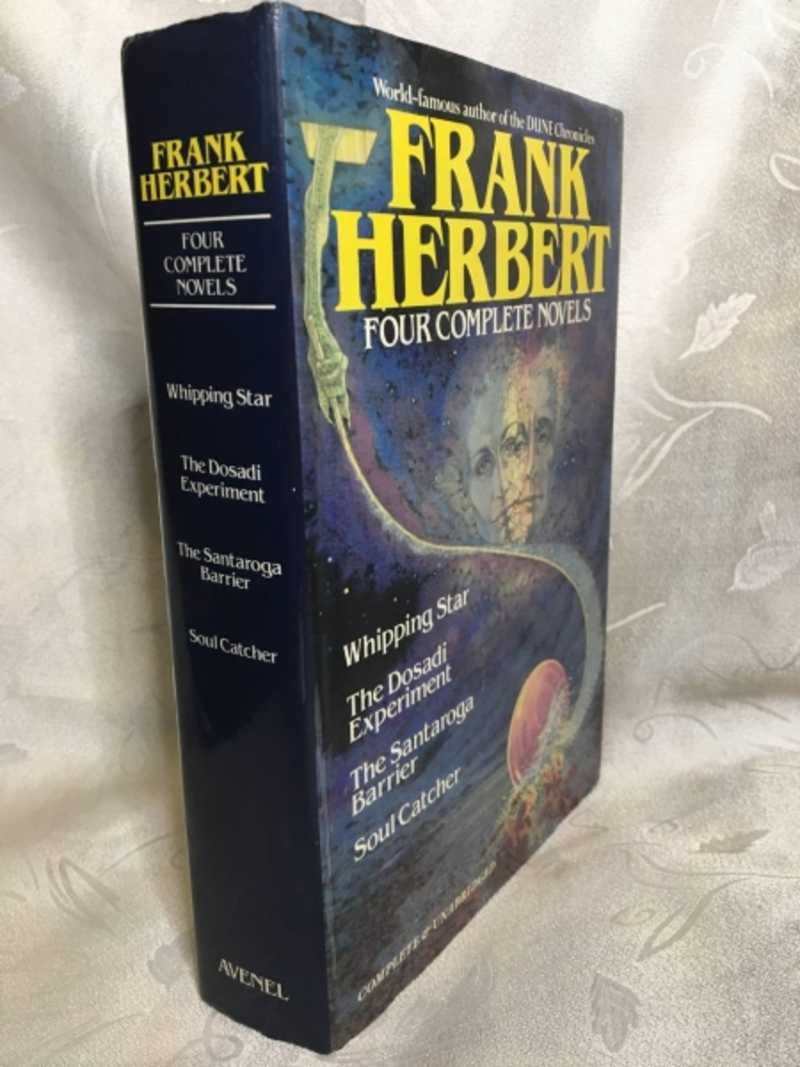 FRANK
HERBERT
FOUR
COMPLETE
NOVELS
Whipping Star
The Dosadi
Experiment
The Santaroga
Barrier
Soul Catcher
AVENEL
World-famous author of the DUNE Chronicles
FRANK
HERBERT
FOUR COMPLETE NOVELS
Whipping Star
The Dosadi
Experiment
The Santaroga
Barrier
Soul Catcher
COMPLETE & UNABRIDGED